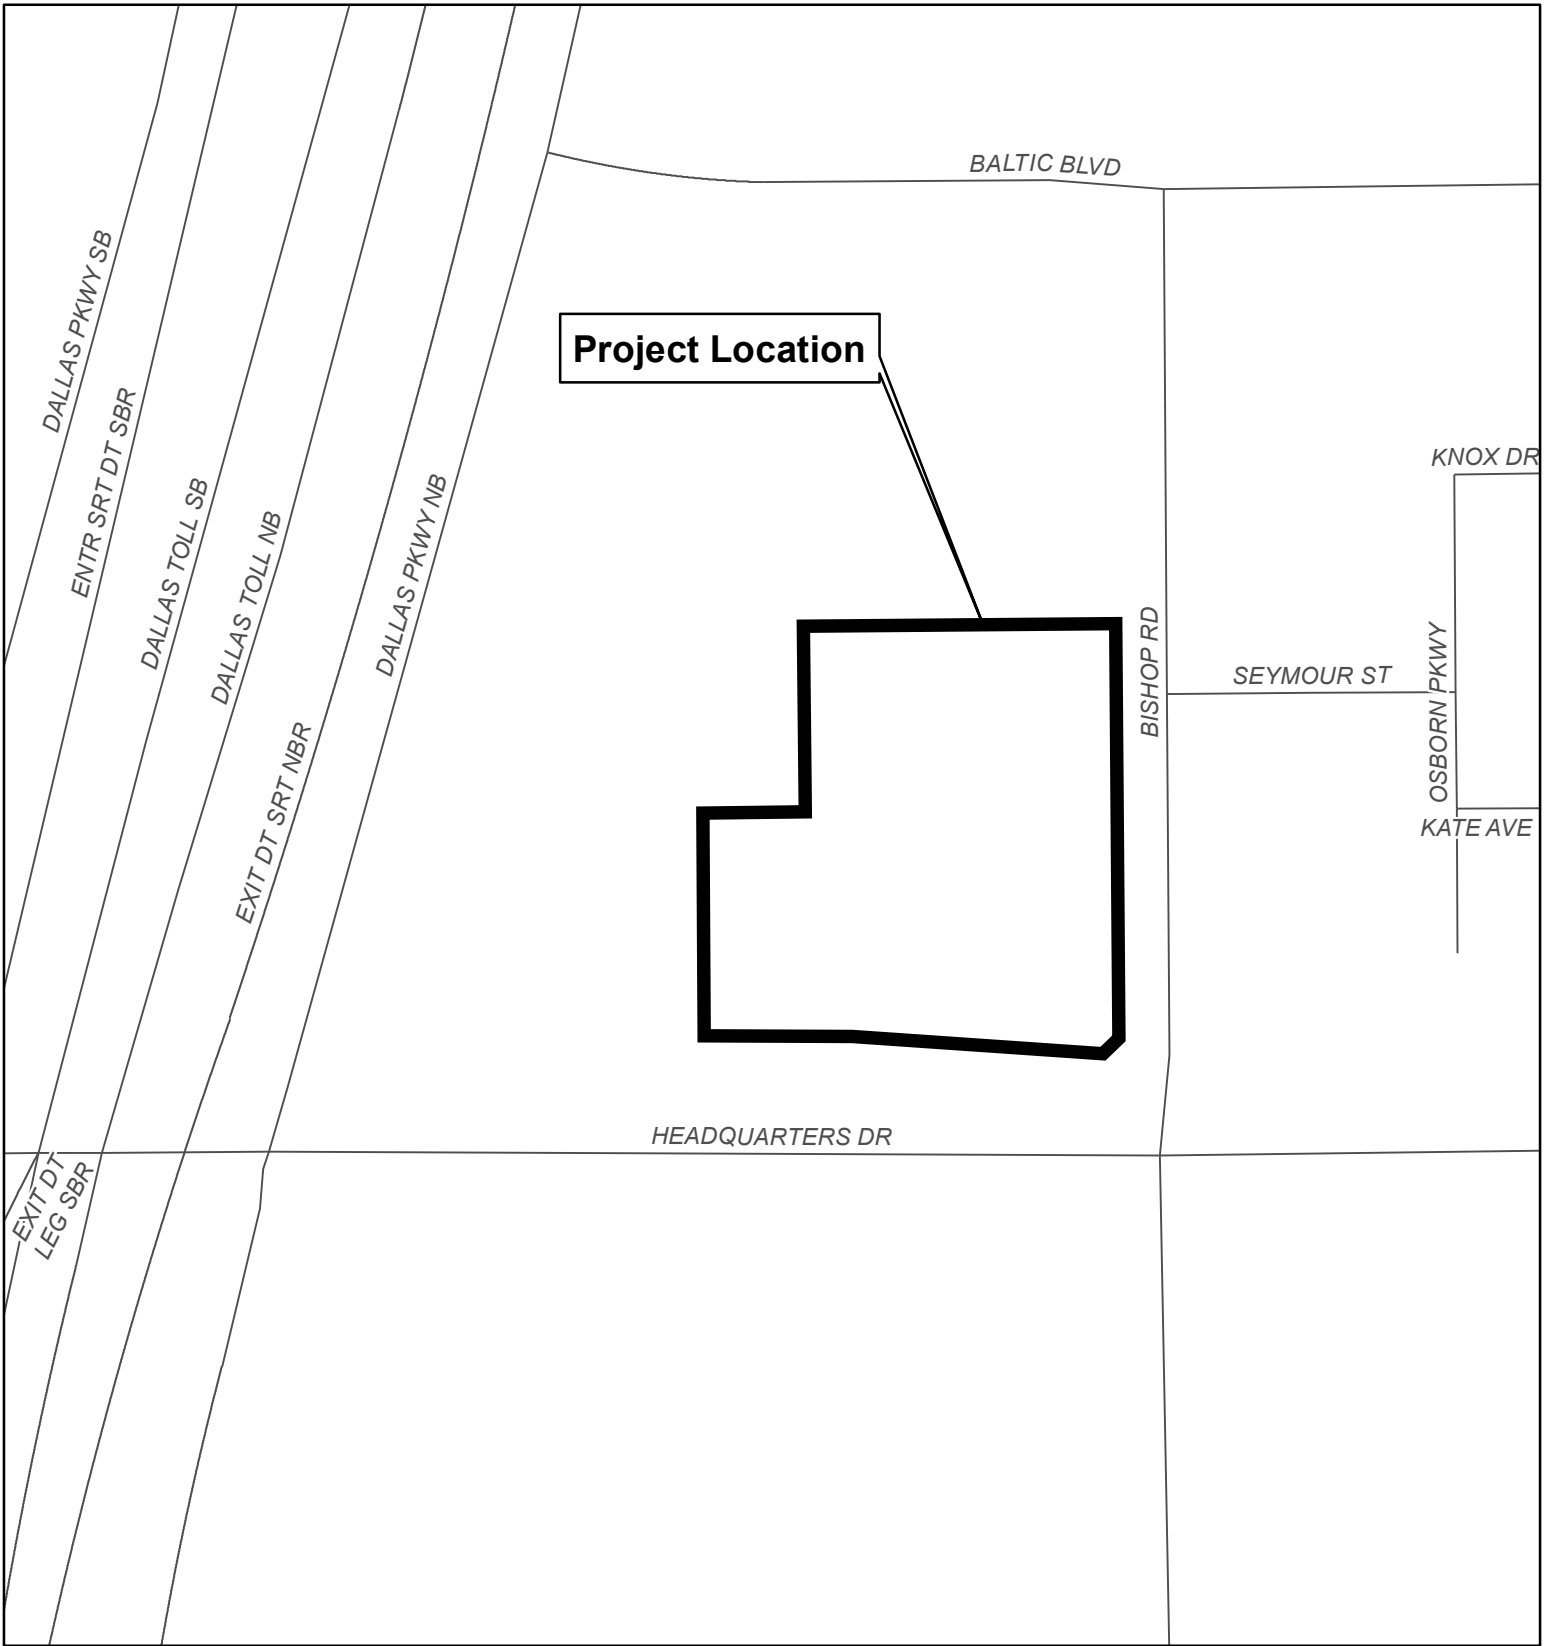 BALTIC BLVD
DALLAS PKWY SB
Project Location
ENTR SRT DT SBR
KNOX DR
DALLAS TOLL SB
DALLAS TOLL NB
DALLAS PKWY NB
BISHOP RD
SEYMOUR ST
OSBORN PKWY
EXIT DT SRT NBR
KATE AVE
HEADQUARTERS DR
EXIT DT
LEG SBR